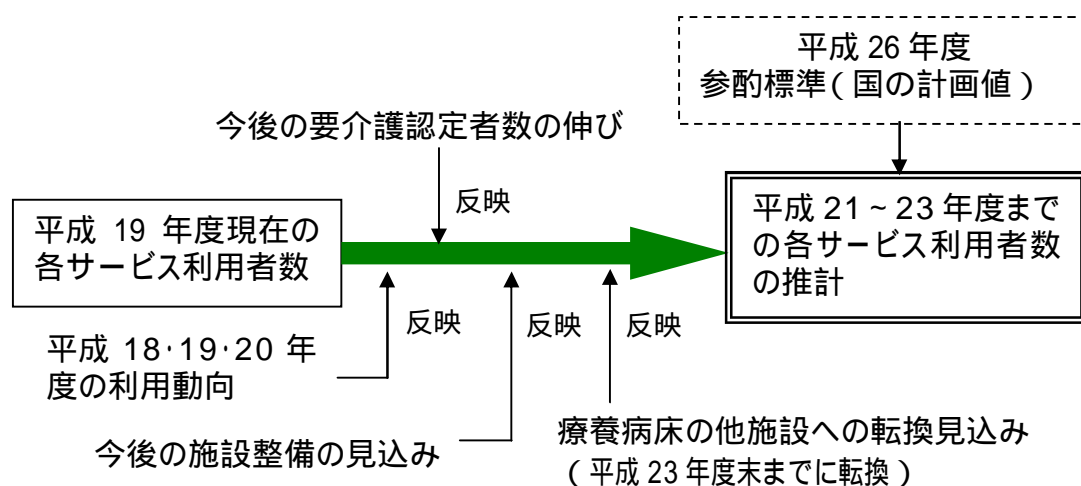 平成 26 年度
参酌標準(国の計画値)
今後の要介護認定者数の伸び
反映
平成 19 年度現在の
各サービス利用者数
平成 21~23 年度まで
の各サービス利用者数
の推計
反映
反映
反映
平成 18・19・20 年
度の利用動向
今後の施設整備の見込み
療養病床の他施設への転換見込み
(平成 23 年度末までに転換)